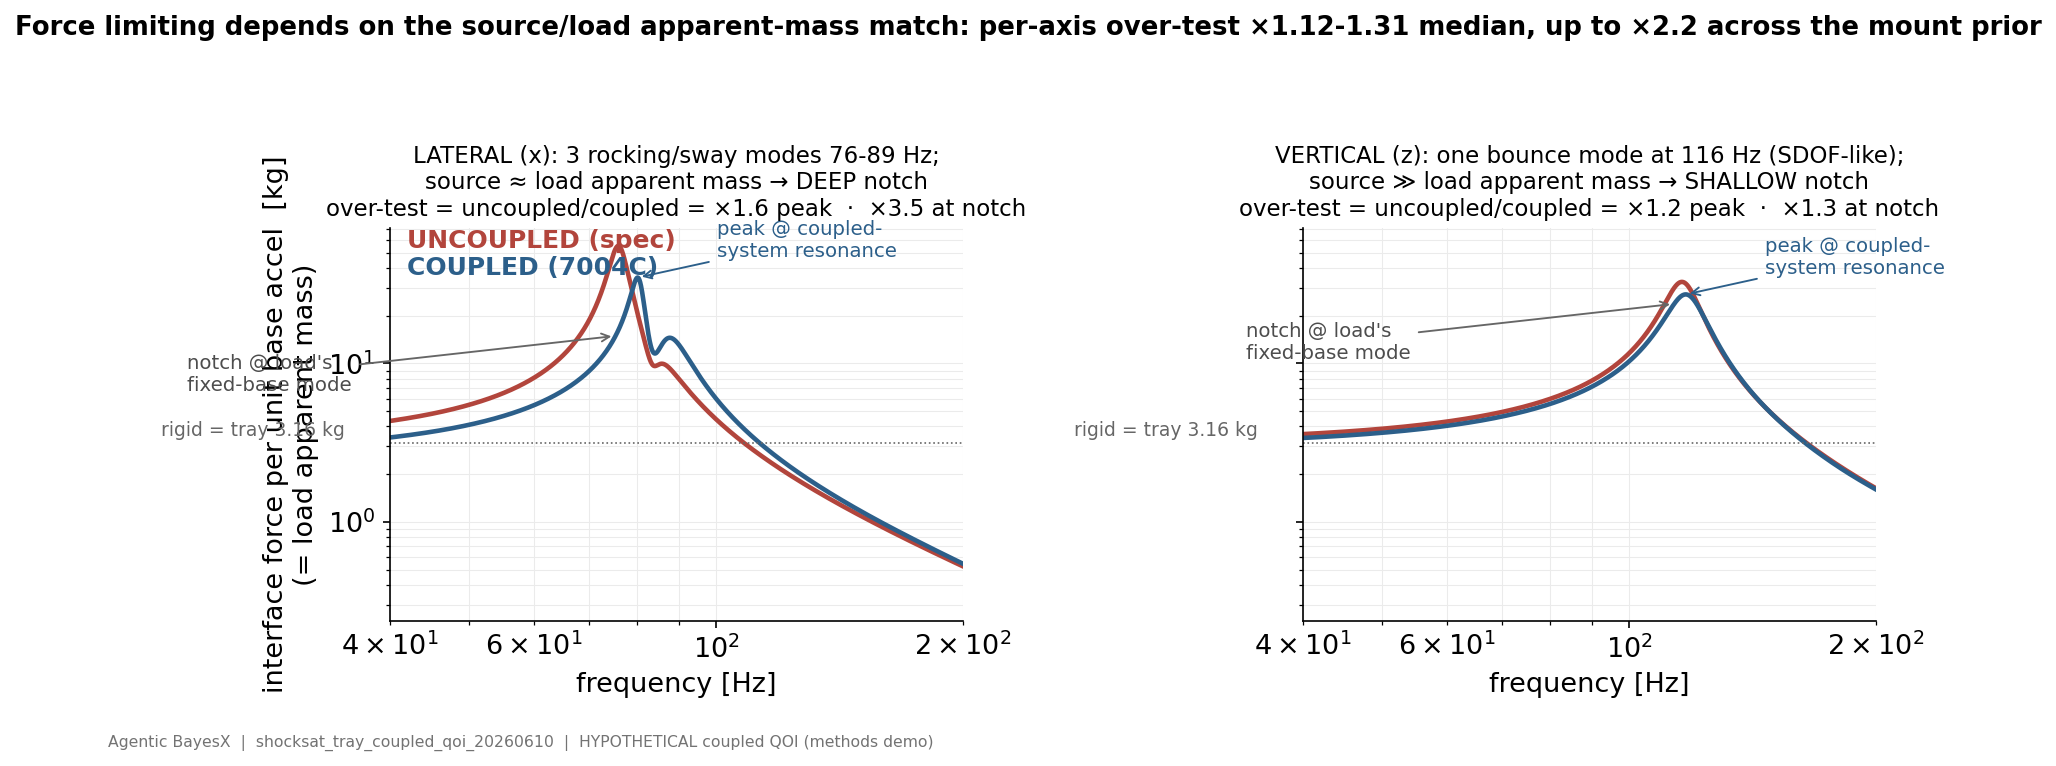 Force limiting depends on the source/load apparent-mass match: per-axis over-test ×1.12-1.31 median, up to ×2.2 across the mount prior
LATERAL (x): 3 rocking/sway modes 76-89 Hz;
source ≈ load apparent mass → DEEP notch
over-test = uncoupled/coupled = ×1.6 peak · ×3.5 at notch
UNCOUPLED (spec)
COUPLED (7004C)
peak @ coupled-
system resonance
notch @ load's
fixed-base mode
rigid = tray 3.16 kg
interface force per unit base accel [kg]
(= load apparent mass)
10¹
10⁰
4 × 10¹
6 × 10¹
10²
2 × 10²
frequency [Hz]
VERTICAL (z): one bounce mode at 116 Hz (SDOF-like);
source ≫ load apparent mass → SHALLOW notch
over-test = uncoupled/coupled = ×1.2 peak · ×1.3 at notch
peak @ coupled-
system resonance
notch @ load's
fixed-base mode
rigid = tray 3.16 kg
4 × 10¹
6 × 10¹
10²
2 × 10²
frequency [Hz]
Agentic BayesX | shocksat_tray_coupled_qoi_20260610 | HYPOTHETICAL coupled QOI (methods demo)